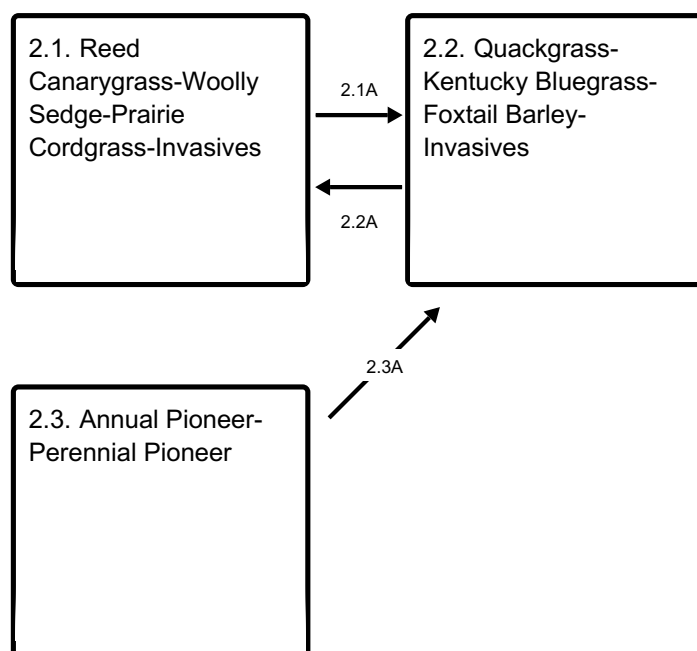 2.1. Reed
Canarygrass-Woolly
Sedge-Prairie
Cordgrass-Invasives
2.1A
2.2A
2.2. Quackgrass-
Kentucky Bluegrass-
Foxtail Barley-
Invasives
2.3A
2.3. Annual Pioneer-
Perennial Pioneer